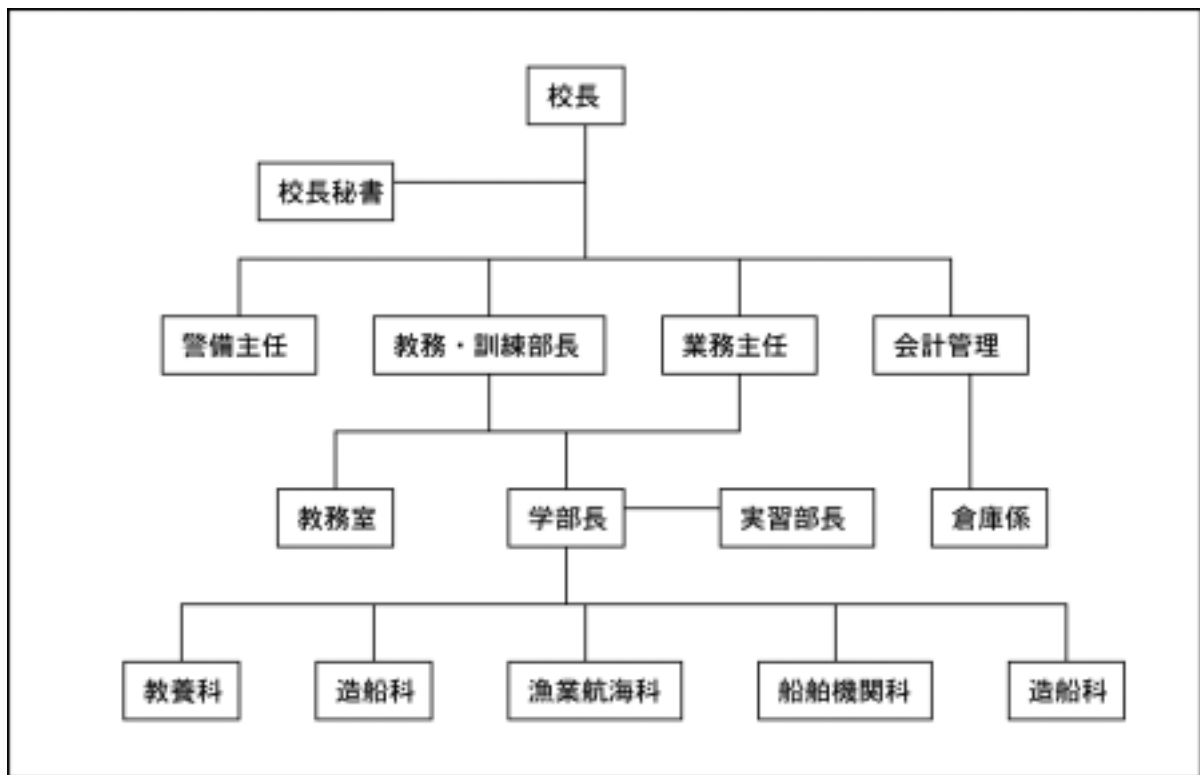 校長
校長秘書
警備主任
教務・訓練部長
業務主任
会計管理
教務室
学部長
実習部長
倉庫係
教養科
造船科
漁業航海科
船舶機関科
造船科